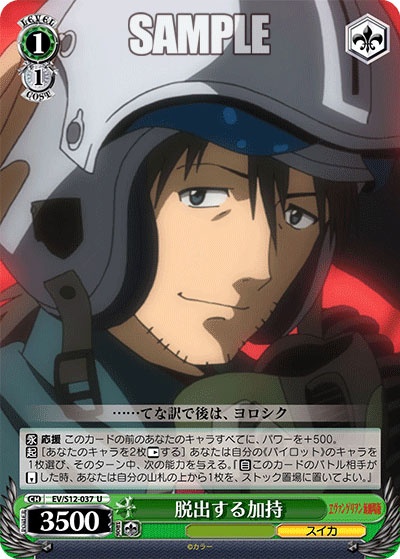 LEVEL
1
1
COST
SAMPLE
……てな訳で後は、ヨロシク
永 応援 このカードの前のあなたのキャラすべてに、パワーを+500。
起 [あなたのキャラを2枚レストする] あなたは自分の《パイロット》のキャラを
1枚選び、そのターン中、次の能力を与える。『自 このカードのバトル相手が
した時、あなたは自分の山札の上から1枚を、ストック置場に置いてよい。』
CH EV/S12-037 U
POWER
3500
脱出する加持
ヱヴァンゲリヲン新劇場版
スイカ
©カラー